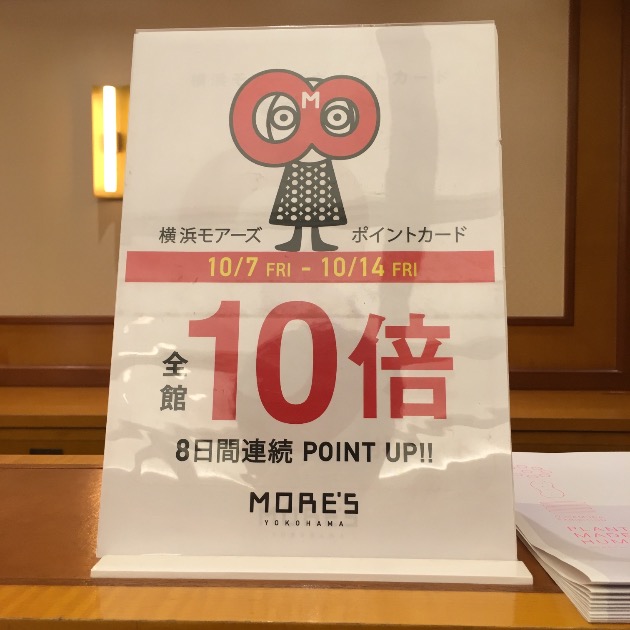 M
横浜モアーズ ポイントカード
10/7 FRI - 10/14 FRI
全館 10倍
8日間連続 POINT UP!!
MORE'S
YOKOHAMA